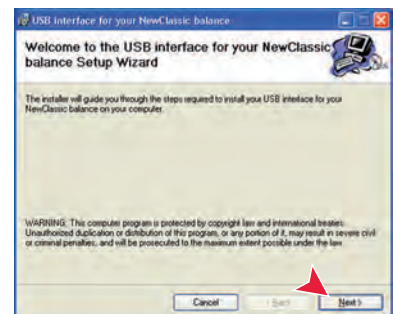 USB interface for your NewClassic balance
Welcome to the USB interface for your NewClassic
balance Setup Wizard
The installer will guide you through the steps required to install your USB interface for your
NewClassic balance on your computer.
WARNING: This computer program is protected by copyright law and international treaties.
Unauthorized duplication or distribution of this program, or any portion of it, may result in severe civil
or criminal penalties, and will be prosecuted to the maximum extent possible under the law.
Cancel
< Back
Next >